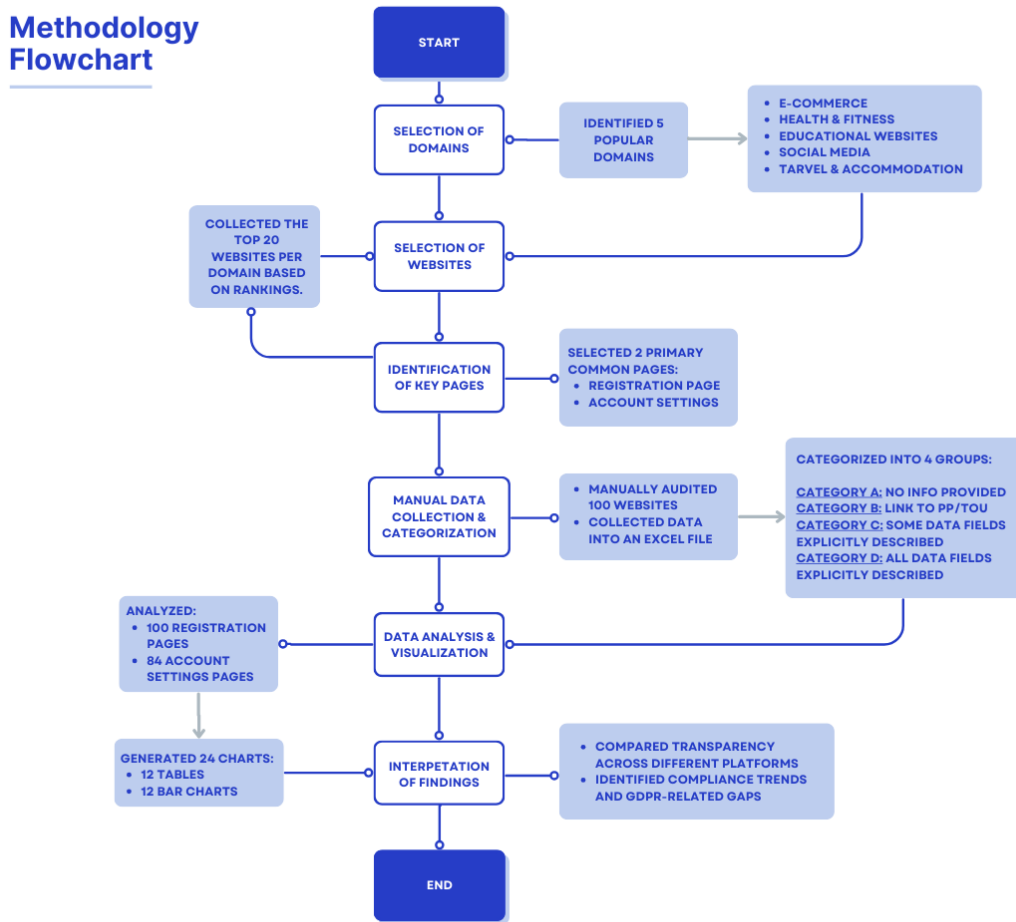 Methodology
Flowchart
START
SELECTION OF
DOMAINS
IDENTIFIED 5
POPULAR
DOMAINS
• E-COMMERCE
• HEALTH & FITNESS
• EDUCATIONAL WEBSITES
• SOCIAL MEDIA
• TARVEL & ACCOMMODATION
COLLECTED THE
TOP 20
WEBSITES PER
DOMAIN BASED
ON RANKINGS.
SELECTION OF
WEBSITES
IDENTIFICATION
OF KEY PAGES
SELECTED 2 PRIMARY
COMMON PAGES:
• REGISTRATION PAGE
• ACCOUNT SETTINGS
MANUAL DATA
COLLECTION &
CATEGORIZATION
• MANUALLY AUDITED
100 WEBSITES
• COLLECTED DATA
INTO AN EXCEL FILE
CATEGORIZED INTO 4 GROUPS:
CATEGORY A: NO INFO PROVIDED
CATEGORY B: LINK TO PP/TOU
CATEGORY C: SOME DATA FIELDS
EXPLICITLY DESCRIBED
CATEGORY D: ALL DATA FIELDS
EXPLICITLY DESCRIBED
DATA ANALYSIS &
VISUALIZATION
ANALYZED:
• 100 REGISTRATION
PAGES
• 84 ACCOUNT
SETTINGS PAGES
GENERATED 24 CHARTS:
• 12 TABLES
• 12 BAR CHARTS
INTERPETATION
OF FINDINGS
• COMPARED TRANSPARENCY
ACROSS DIFFERENT PLATFORMS
• IDENTIFIED COMPLIANCE TRENDS
AND GDPR-RELATED GAPS
END